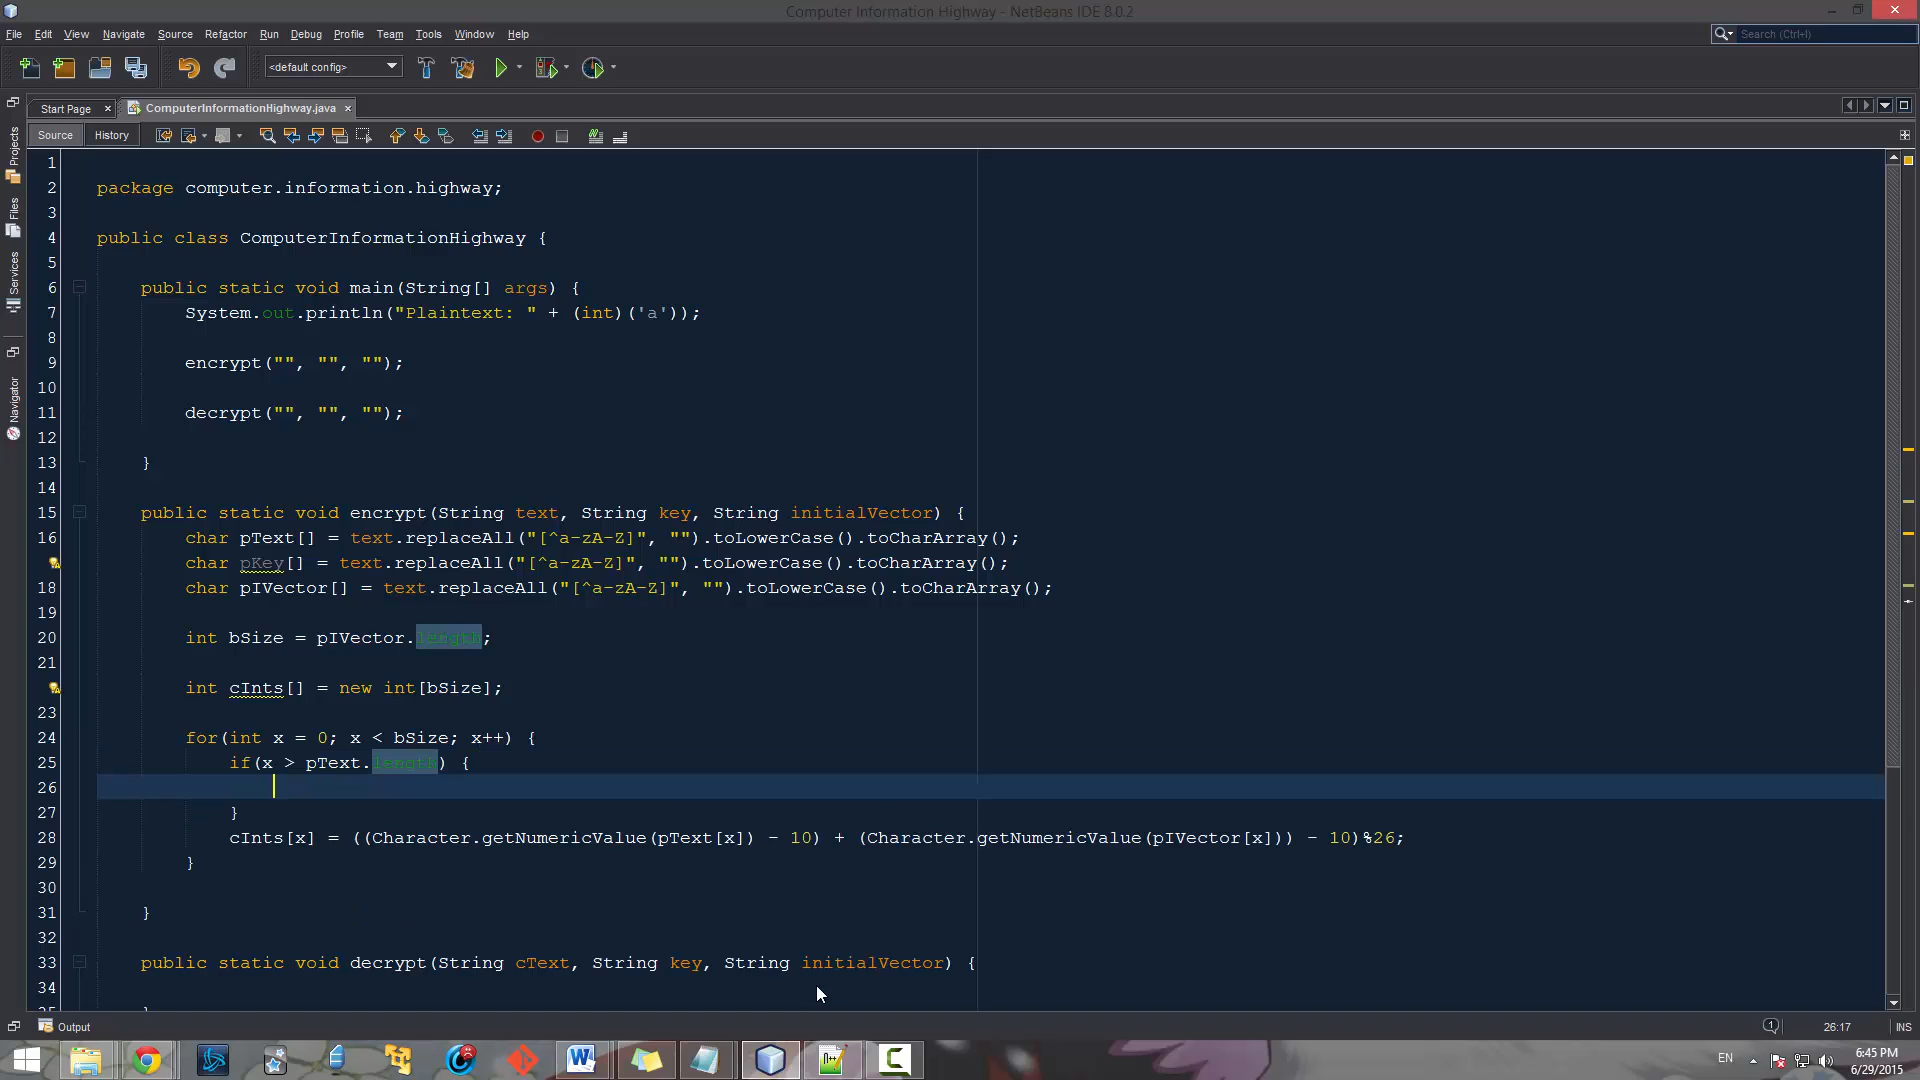 Computer Information Highway - NetBeans IDE 8.0.2
File Edit View Navigate Source Refactor Run Debug Profile Team Tools Window Help
Search (Ctrl+I)
<default config>
Start Page ComputerInformationHighway.java
Source History
Projects
Files
Services
Navigator
1
2 package computer.information.highway;
3
4 public class ComputerInformationHighway {
5
6 public static void main(String[] args) {
7 System.out.println("Plaintext: " + (int)('a'));
8
9 encrypt("", "", "");
10
11 decrypt("", "", "");
12
13 }
14
15 public static void encrypt(String text, String key, String initialVector) {
16 char pText[] = text.replaceAll("[^a-zA-Z]", "").toLowerCase().toCharArray();
char pKey[] = text.replaceAll("[^a-zA-Z]", "").toLowerCase().toCharArray();
18 char pIVector[] = text.replaceAll("[^a-zA-Z]", "").toLowerCase().toCharArray();
19
20 int bSize = pIVector.length;
21
int cInts[] = new int[bSize];
23
24 for(int x = 0; x < bSize; x++) {
25 if(x > pText.length) {
26
27 }
28 cInts[x] = ((Character.getNumericValue(pText[x]) - 10) + (Character.getNumericValue(pIVector[x])) - 10)%26;
29 }
30
31 }
32
33 public static void decrypt(String cText, String key, String initialVector) {
34
Output
1
26:17 INS
EN
6:45 PM
6/29/2015